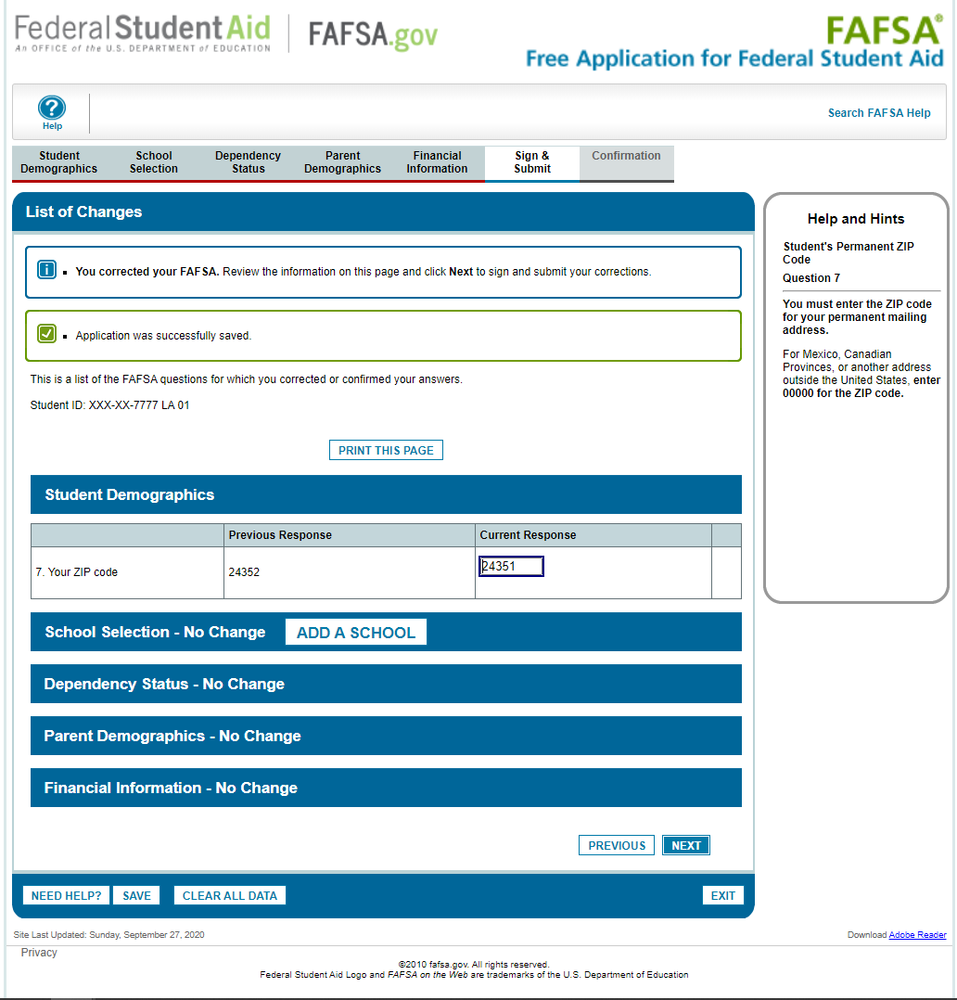 Federal Student Aid
An OFFICE of the U.S. DEPARTMENT of EDUCATION
FAFSA.gov
FAFSA®
Free Application for Federal Student Aid
? Help
Search FAFSA Help
Student Demographics
School Selection
Dependency Status
Parent Demographics
Financial Information
Sign & Submit
Confirmation
List of Changes
i ▪ You corrected your FAFSA. Review the information on this page and click Next to sign and submit your corrections.
▪ Application was successfully saved.
This is a list of the FAFSA questions for which you corrected or confirmed your answers.
Student ID: XXX-XX-7777 LA 01
PRINT THIS PAGE
Student Demographics
Previous Response Current Response
7. Your ZIP code 24352 24351
School Selection - No Change ADD A SCHOOL
Dependency Status - No Change
Parent Demographics - No Change
Financial Information - No Change
PREVIOUS NEXT
NEED HELP? SAVE CLEAR ALL DATA EXIT
Help and Hints
Student's Permanent ZIP
Code
Question 7
You must enter the ZIP code
for your permanent mailing
address.
For Mexico, Canadian
Provinces, or another address
outside the United States, enter
00000 for the ZIP code.
Site Last Updated: Sunday, September 27, 2020
Download Adobe Reader
Privacy
©2010 fafsa.gov. All rights reserved.
Federal Student Aid Logo and FAFSA on the Web are trademarks of the U.S. Department of Education